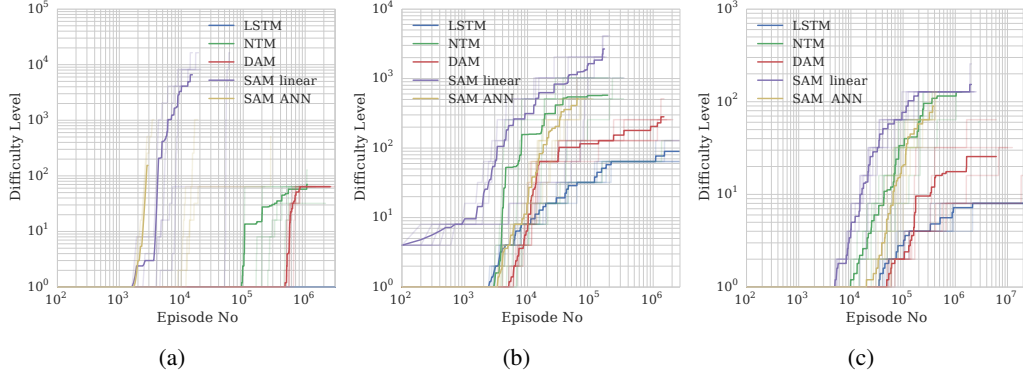 10^5
10^4
10^3
10^2
10^1
10^0
Difficulty Level
LSTM
NTM
DAM
SAM linear
SAM ANN
10^2 10^3 10^4 10^5 10^6
Episode No
(a)
10^4
10^3
10^2
10^1
10^0
Difficulty Level
LSTM
NTM
DAM
SAM linear
SAM ANN
10^2 10^3 10^4 10^5 10^6
Episode No
(b)
10^3
10^2
10^1
10^0
Difficulty Level
LSTM
NTM
DAM
SAM linear
SAM ANN
10^2 10^3 10^4 10^5 10^6 10^7
Episode No
(c)